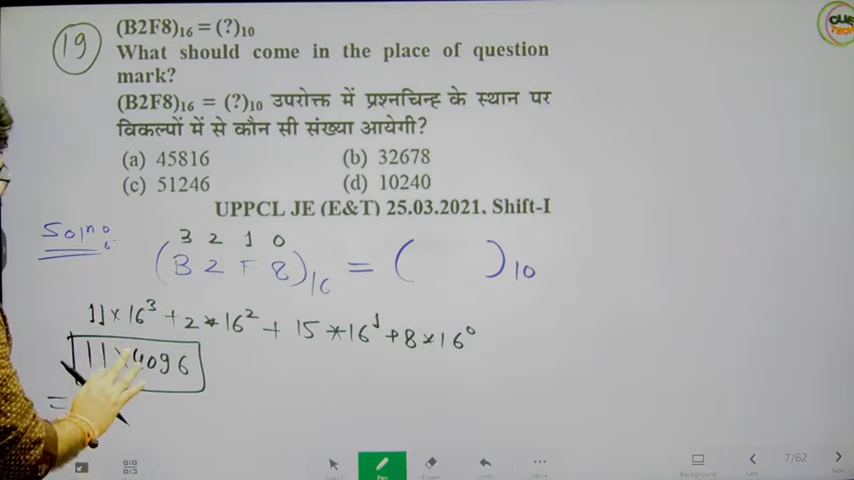 19
(B2F8)16 = (?)10
What should come in the place of question
mark?
(B2F8)16 = (?)10 उपरोक्त में प्रश्नचिन्ह के स्थान पर
विकल्पों में से कौन सी संख्या आयेगी?
(a) 45816 (b) 32678
(c) 51246 (d) 10240
UPPCL JE (E&T) 25.03.2021. Shift-I
Soln:
3 2 1 0
(B 2 F 8)16 = ( )10
11×16³ + 2*16² + 15*16¹ + 8×16⁰
11×4096
=
Pen
7/62